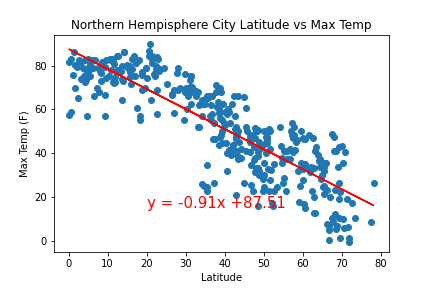 Northern Hempisphere City Latitude vs Max Temp
Max Temp (F)
80
60
40
20
0
y = -0.91x +87.51
0 10 20 30 40 50 60 70 80
Latitude